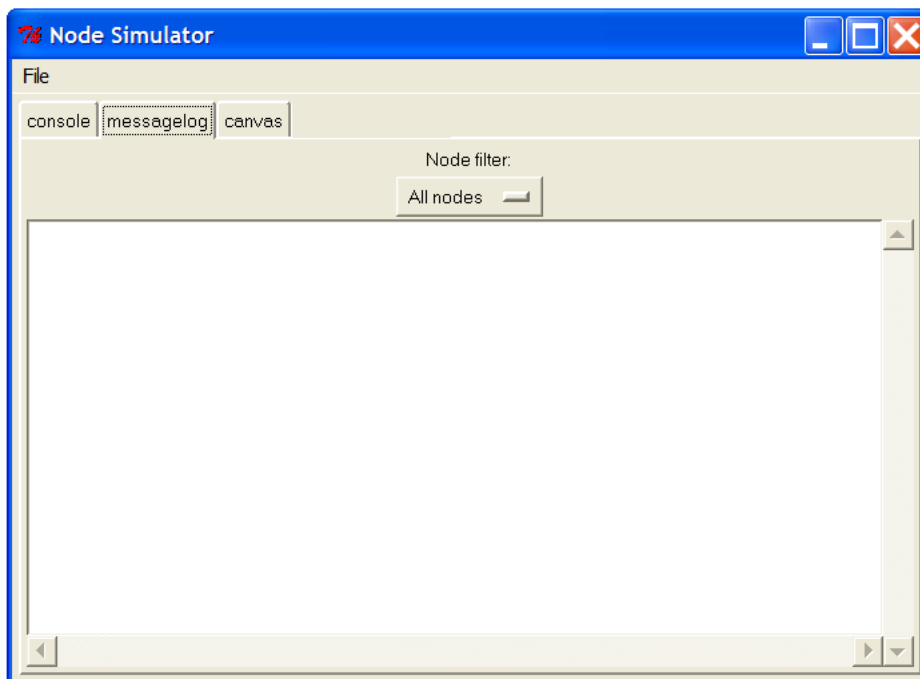 Node Simulator
File
console messagelog canvas
Node filter:
All nodes